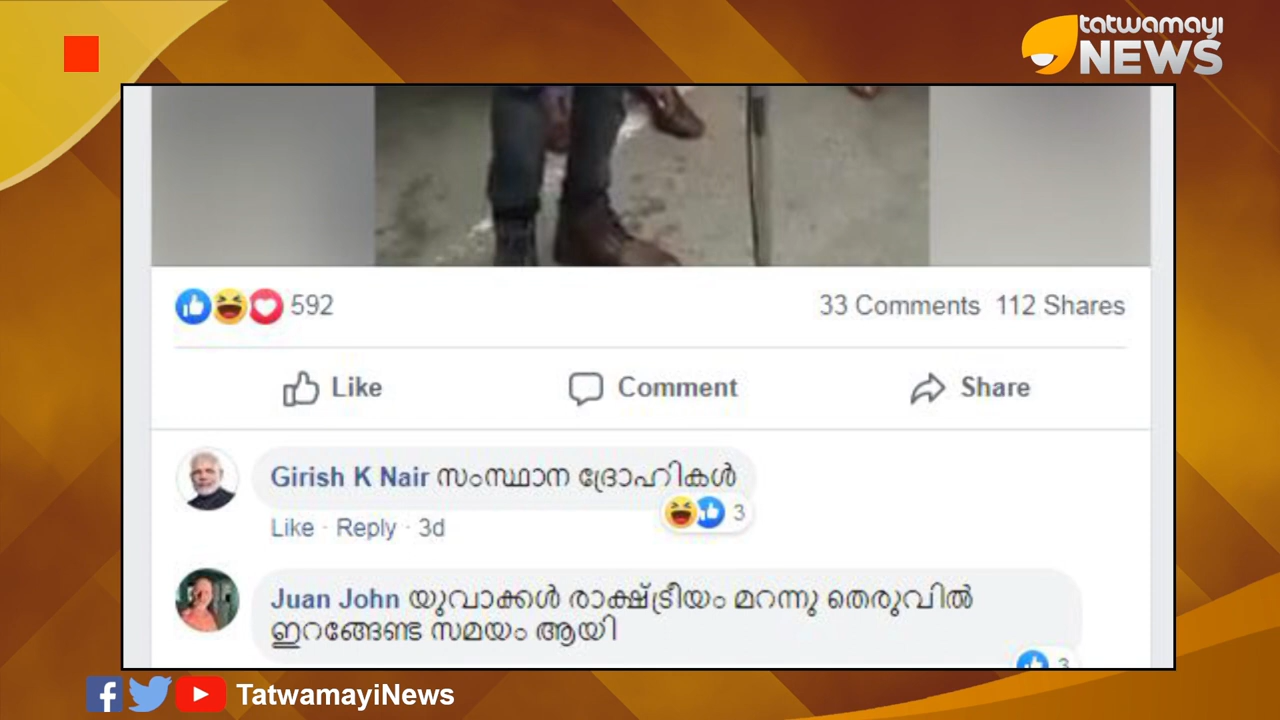 tatwamayi
NEWS
592
33 Comments 112 Shares
Like
Comment
Share
Girish K Nair സംസ്ഥാന ദ്രോഹികൾ
3
Like · Reply · 3d
Juan John യുവാക്കൾ രാക്ഷ്ട്രീയം മറന്നു തെരുവിൽ
ഇറങ്ങേണ്ട സമയം ആയി
3
TatwamayiNews